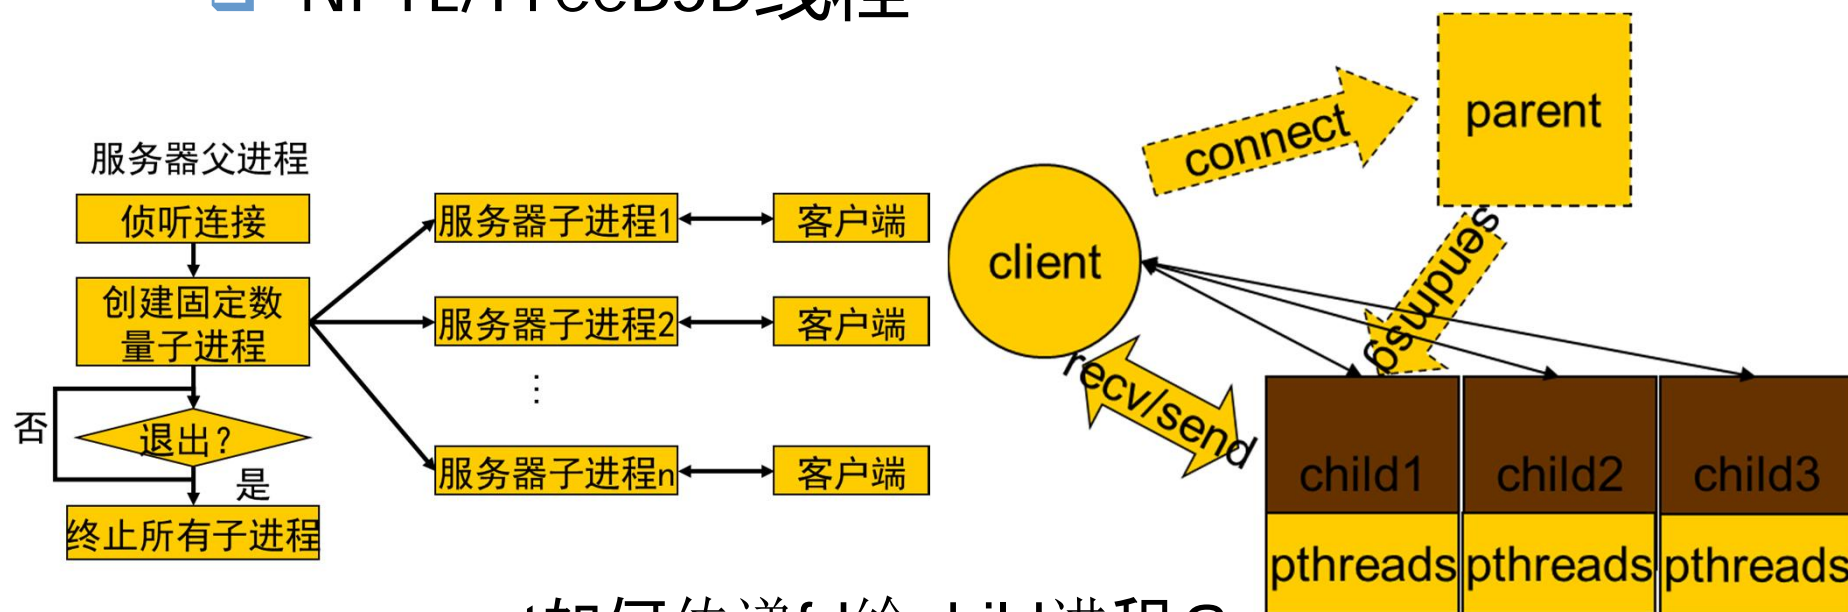 线程
服务器父进程
侦听连接
创建固定数
量子进程
否
退出?
是
终止所有子进程
服务器子进程1
客户端
服务器子进程2
客户端
⋮
服务器子进程n
客户端
connect
parent
client
sendmsg
recv/send
child1
child2
child3
pthreads
pthreads
pthreads